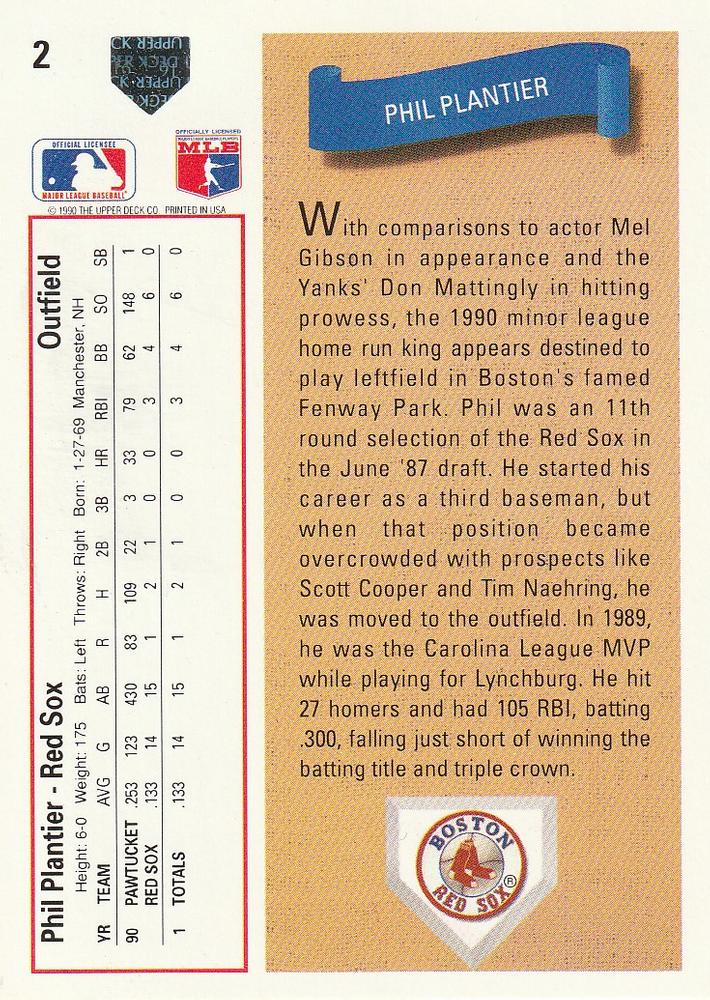 2
OFFICIAL LICENSEE
MAJOR LEAGUE BASEBALL
OFFICIALLY LICENSED
MAJOR LEAGUE BASEBALL PLAYERS
MLB
© 1990 THE UPPER DECK CO. PRINTED IN USA
Phil Plantier - Red Sox Outfield
Height: 6-0 Weight: 175 Bats: Left Throws: Right Born: 1-27-69 Manchester, NH
YR TEAM AVG G AB R H 2B 3B HR RBI BB SO SB
90 PAWTUCKET .253 123 430 83 109 22 3 33 79 62 148 1
RED SOX .133 14 15 1 2 1 0 0 3 4 6 0
1 TOTALS .133 14 15 1 2 1 0 0 3 4 6 0
PHIL PLANTIER
With comparisons to actor Mel
Gibson in appearance and the
Yanks' Don Mattingly in hitting
prowess, the 1990 minor league
home run king appears destined to
play leftfield in Boston's famed
Fenway Park. Phil was an 11th
round selection of the Red Sox in
the June '87 draft. He started his
career as a third baseman, but
when that position became
overcrowded with prospects like
Scott Cooper and Tim Naehring, he
was moved to the outfield. In 1989,
he was the Carolina League MVP
while playing for Lynchburg. He hit
27 homers and had 105 RBI, batting
.300, falling just short of winning the
batting title and triple crown.
BOSTON
RED SOX ®